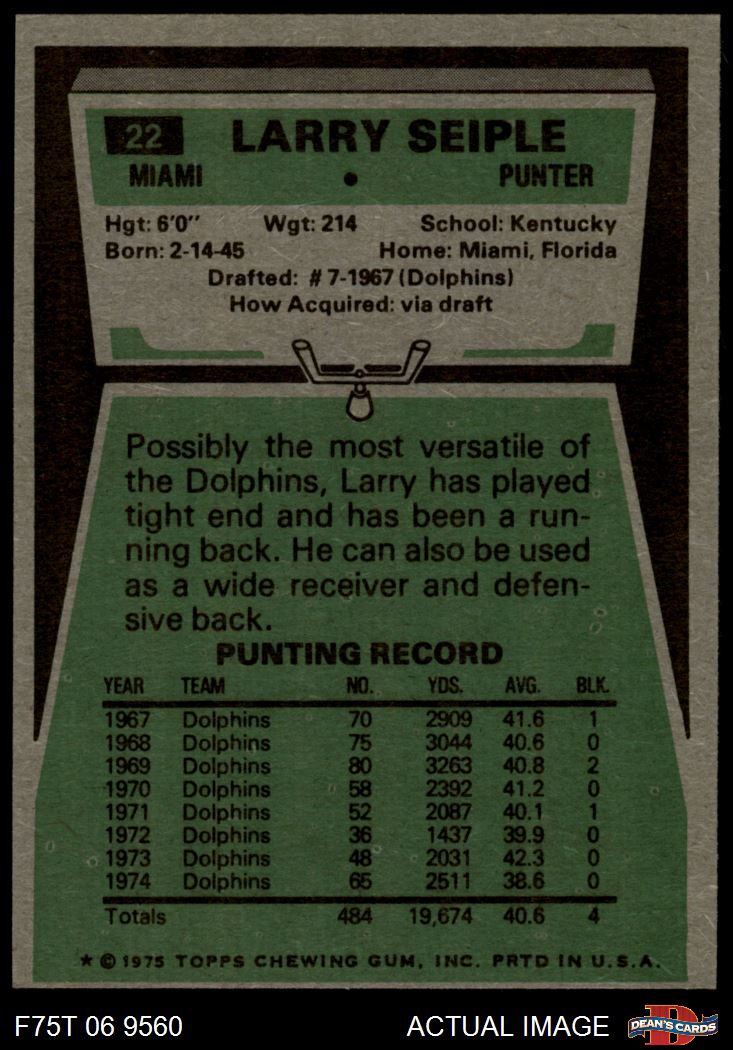 22 LARRY SEIPLE
MIAMI • PUNTER
Hgt: 6'0" Wgt: 214 School: Kentucky
Born: 2-14-45 Home: Miami, Florida
Drafted: #7-1967 (Dolphins)
How Acquired: via draft
Possibly the most versatile of
the Dolphins, Larry has played
tight end and has been a run-
ning back. He can also be used
as a wide receiver and defen-
sive back.
PUNTING RECORD
YEAR TEAM NO. YDS. AVG. BLK.
1967 Dolphins 70 2909 41.6 1
1968 Dolphins 75 3044 40.6 0
1969 Dolphins 80 3263 40.8 2
1970 Dolphins 58 2392 41.2 0
1971 Dolphins 52 2087 40.1 1
1972 Dolphins 36 1437 39.9 0
1973 Dolphins 48 2031 42.3 0
1974 Dolphins 65 2511 38.6 0
Totals 484 19,674 40.6 4
★ © 1975 TOPPS CHEWING GUM, INC. PRTD IN U.S.A.
F75T 06 9560 ACTUAL IMAGE D DEAN'S CARDS